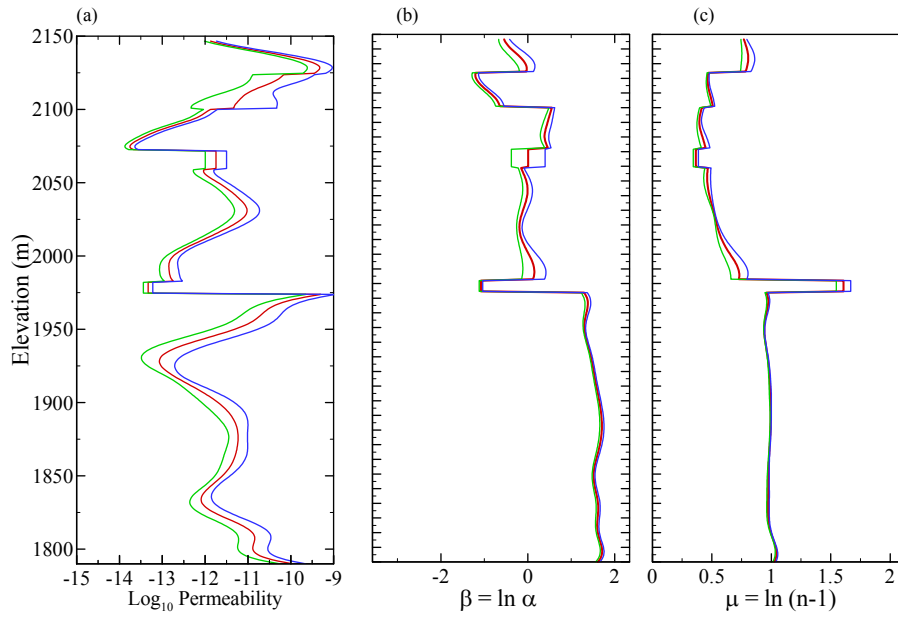 (a)
(b)
(c)
2150
2100
2050
2000
1950
1900
1850
1800
Elevation (m)
-15 -14 -13 -12 -11 -10 -9
Log₁₀ Permeability
-2 0 2
β = ln α
0 0.5 1 1.5 2
μ = ln (n-1)